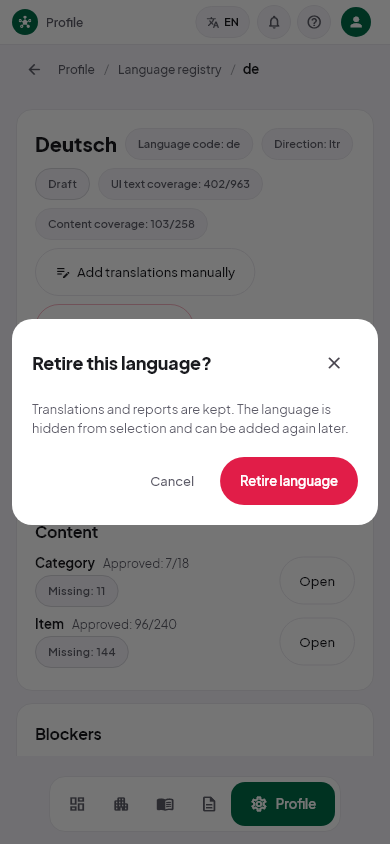 Profile
EN
Profile / Language registry / de
Deutsch
Language code: de
Direction: ltr
Draft
UI text coverage: 402/963
Content coverage: 103/258
Add translations manually
Retire this language?
Translations and reports are kept. The language is
hidden from selection and can be added again later.
Cancel
Retire language
Content
Category Approved: 7/18
Missing: 11
Open
Item Approved: 96/240
Missing: 144
Open
Blockers
Profile